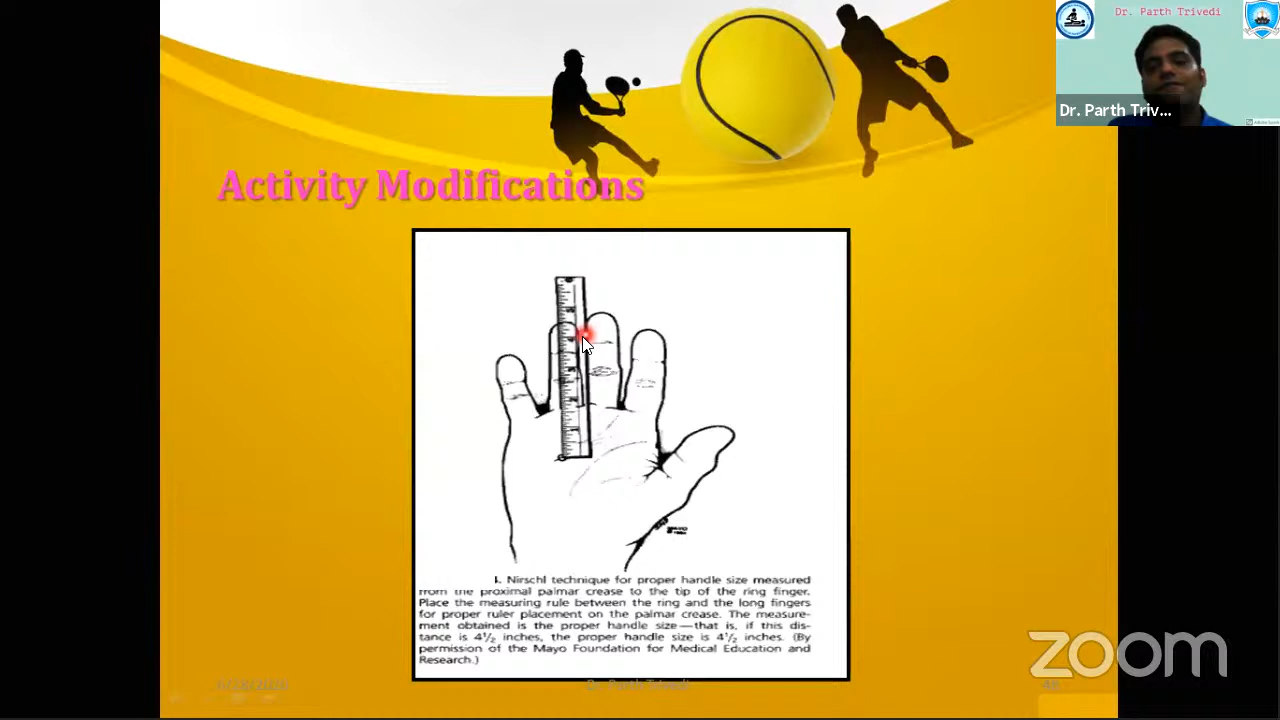 Dr. Parth Trivedi
Dr. Parth Triv...
Activity Modifications
Nirschl technique for proper handle size measured
from the proximal palmar crease to the tip of the ring finger.
Place the measuring rule between the ring and the long fingers
for proper ruler placement on the palmar crease. The measure-
ment obtained is the proper handle size—that is, if this dis-
tance is 4½ inches, the proper handle size is 4½ inches. (By
permission of the Mayo Foundation for Medical Education and
Research.)
Dr. Parth Trivedi
46
zoom